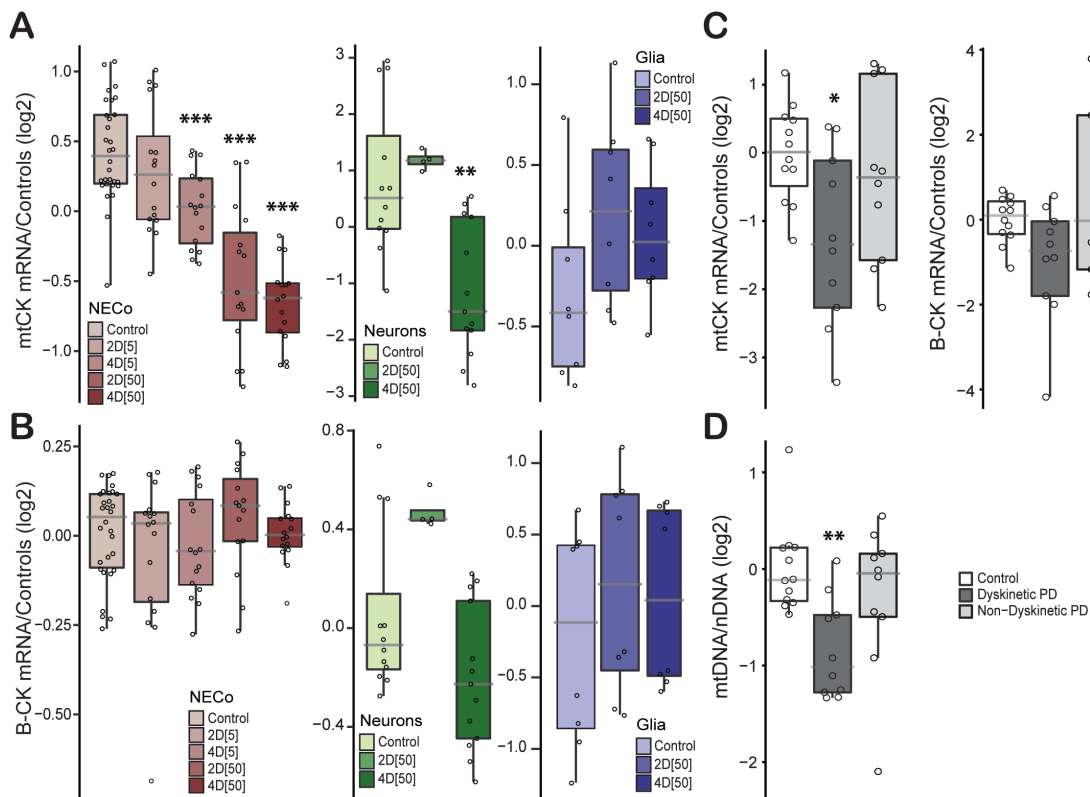 A
mtCK mRNA/Controls (log2)
1.0
0.5
0.0
−0.5
−1.0
***
***
***
NECo
Control
2D[5]
4D[5]
2D[50]
4D[50]
3
2
1
0
−1
−2
−3
**
Neurons
Control
2D[50]
4D[50]
1.0
0.5
0.0
−0.5
Glia
Control
2D[50]
4D[50]
B
B-CK mRNA/Controls (log2)
0.25
0.00
−0.25
−0.50
NECo
Control
2D[5]
4D[5]
2D[50]
4D[50]
0.8
0.4
0.0
−0.4
Neurons
Control
2D[50]
4D[50]
1.0
0.5
0.0
−0.5
−1.0
Glia
Control
2D[50]
4D[50]
C
mtCK mRNA/Controls (log2)
1
0
−1
−2
−3
*
B-CK mRNA/Controls (log2)
4
2
0
−2
−4
D
mtDNA/nDNA (log2)
1
0
−1
−2
**
Control
Dyskinetic PD
Non-Dyskinetic PD